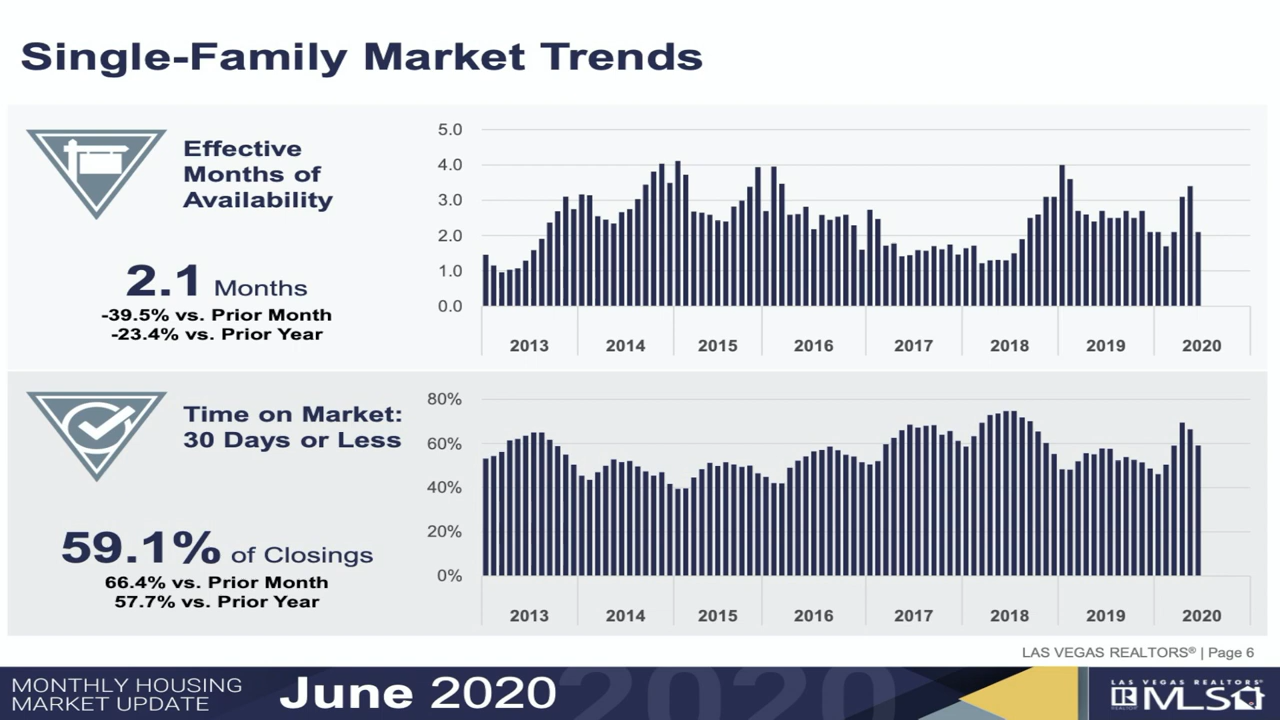 Single-Family Market Trends
Effective
Months of
Availability
2.1 Months
-39.5% vs. Prior Month
-23.4% vs. Prior Year
5.0
4.0
3.0
2.0
1.0
0.0
2013 2014 2015 2016 2017 2018 2019 2020
Time on Market:
30 Days or Less
59.1% of Closings
66.4% vs. Prior Month
57.7% vs. Prior Year
80%
60%
40%
20%
0%
2013 2014 2015 2016 2017 2018 2019 2020
LAS VEGAS REALTORS® | Page 6
MONTHLY HOUSING
MARKET UPDATE
June 2020
2020
LAS VEGAS REALTORS®
R MLS
REALTOR